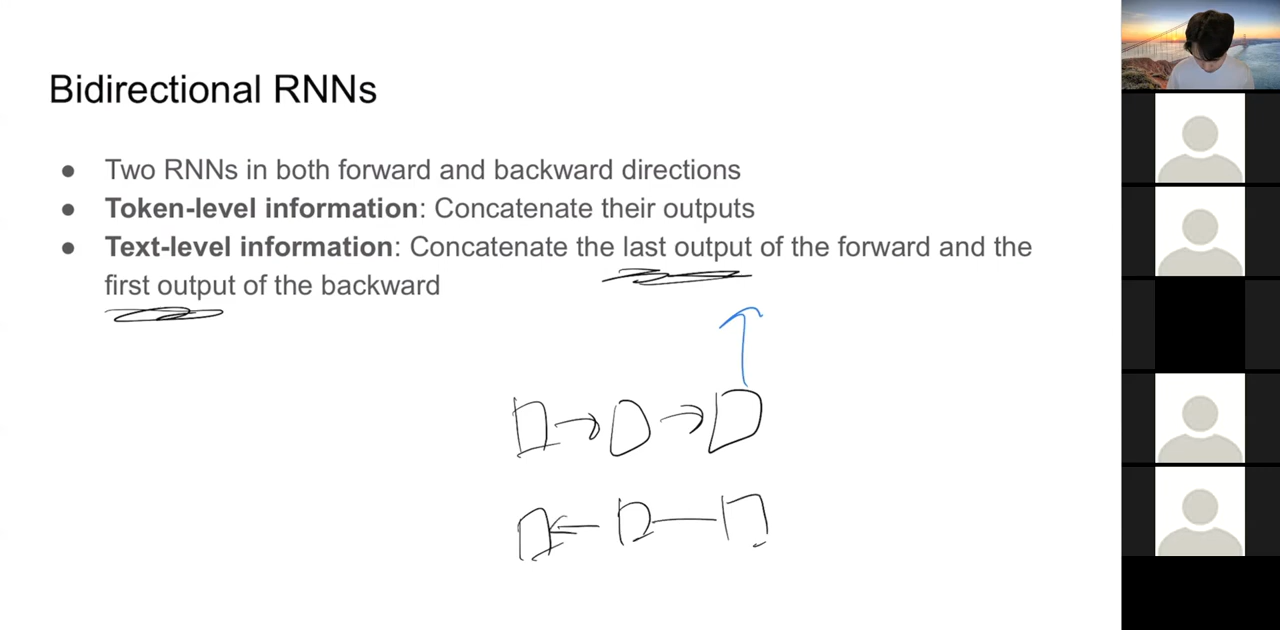 Bidirectional RNNs
● Two RNNs in both forward and backward directions
● Token-level information: Concatenate their outputs
● Text-level information: Concatenate the last output of the forward and the
first output of the backward